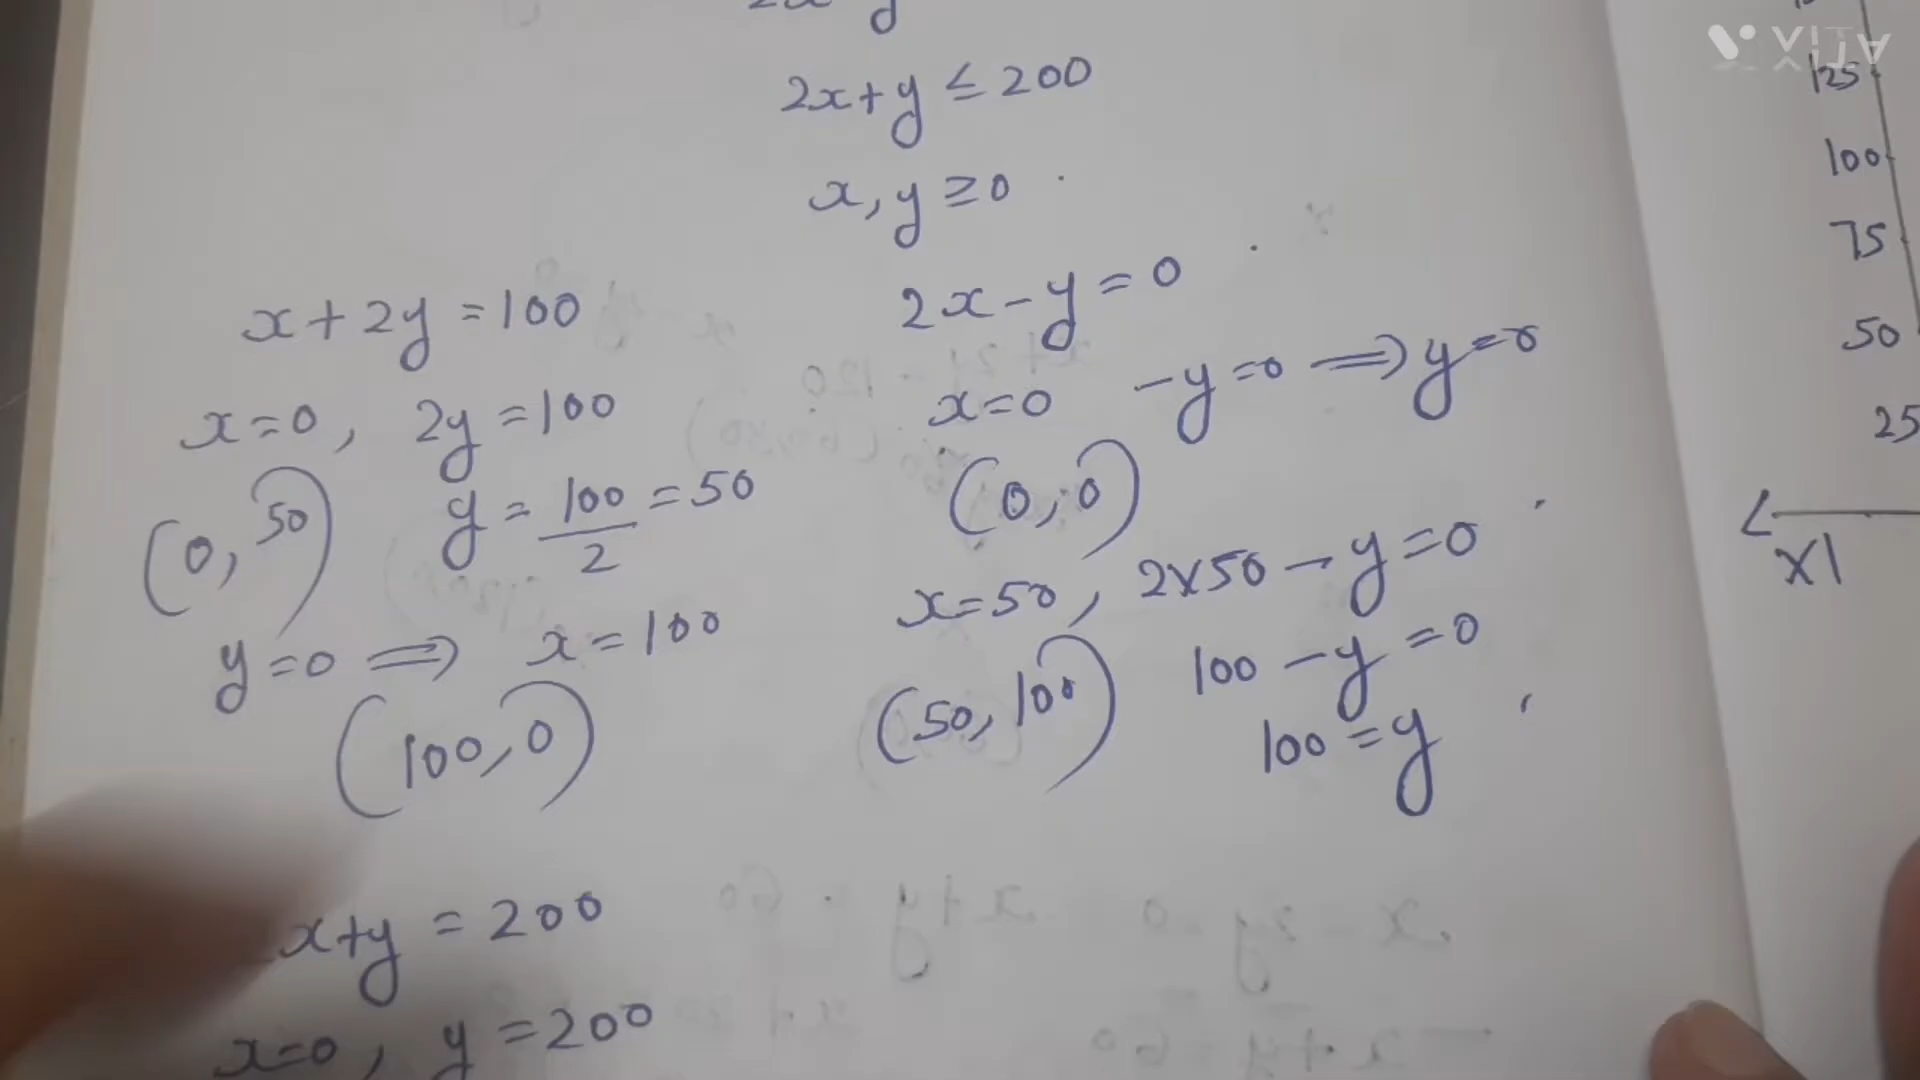 2x+y ≤ 200
x, y ≥ 0
x + 2y = 100
x=0, 2y = 100
(0, 50) y = 100/2 = 50
y=0 ⟹ x = 100
(100, 0)
2x - y = 0
x=0 -y=0 ⟹ y=0
(0, 0)
x=50, 2x50 - y = 0
(50, 100) 100 - y = 0
100 = y
x+y = 200
x=0, y = 200
125
100
75
50
25
X1
VITA